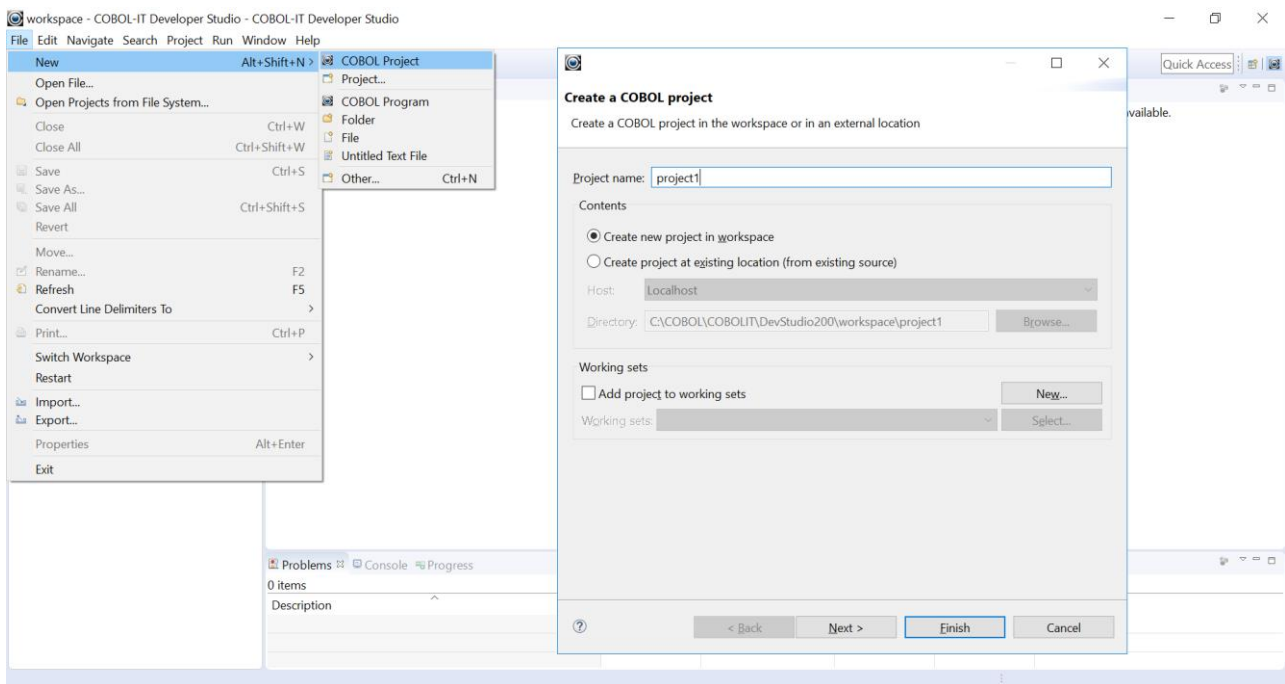 workspace - COBOL-IT Developer Studio - COBOL-IT Developer Studio
File Edit Navigate Search Project Run Window Help
New Alt+Shift+N >
Open File...
Open Projects from File System...
Close Ctrl+W
Close All Ctrl+Shift+W
Save Ctrl+S
Save As...
Save All Ctrl+Shift+S
Revert
Move...
Rename... F2
Refresh F5
Convert Line Delimiters To >
Print... Ctrl+P
Switch Workspace >
Restart
Import...
Export...
Properties Alt+Enter
Exit
COBOL Project
Project...
COBOL Program
Folder
File
Untitled Text File
Other... Ctrl+N
Quick Access
vailable.
Create a COBOL project
Create a COBOL project in the workspace or in an external location
Project name: project1
Contents
Create new project in workspace
Create project at existing location (from existing source)
Host: Localhost
Directory: C:\COBOL\COBOLIT\DevStudio200\workspace\project1 Browse...
Working sets
Add project to working sets New...
Working sets: Select...
? < Back Next > Finish Cancel
Problems Console Progress
0 items
Description